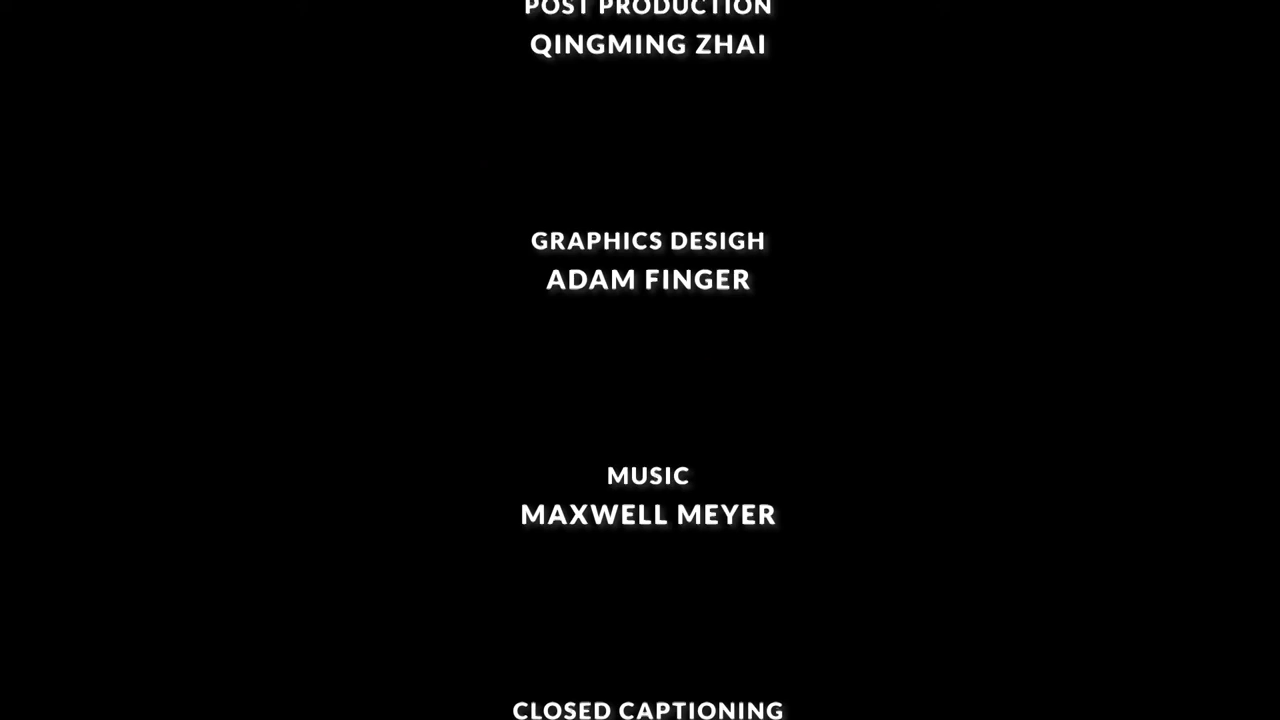 POST PRODUCTION
QINGMING ZHAI
GRAPHICS DESIGH
ADAM FINGER
MUSIC
MAXWELL MEYER
CLOSED CAPTIONING